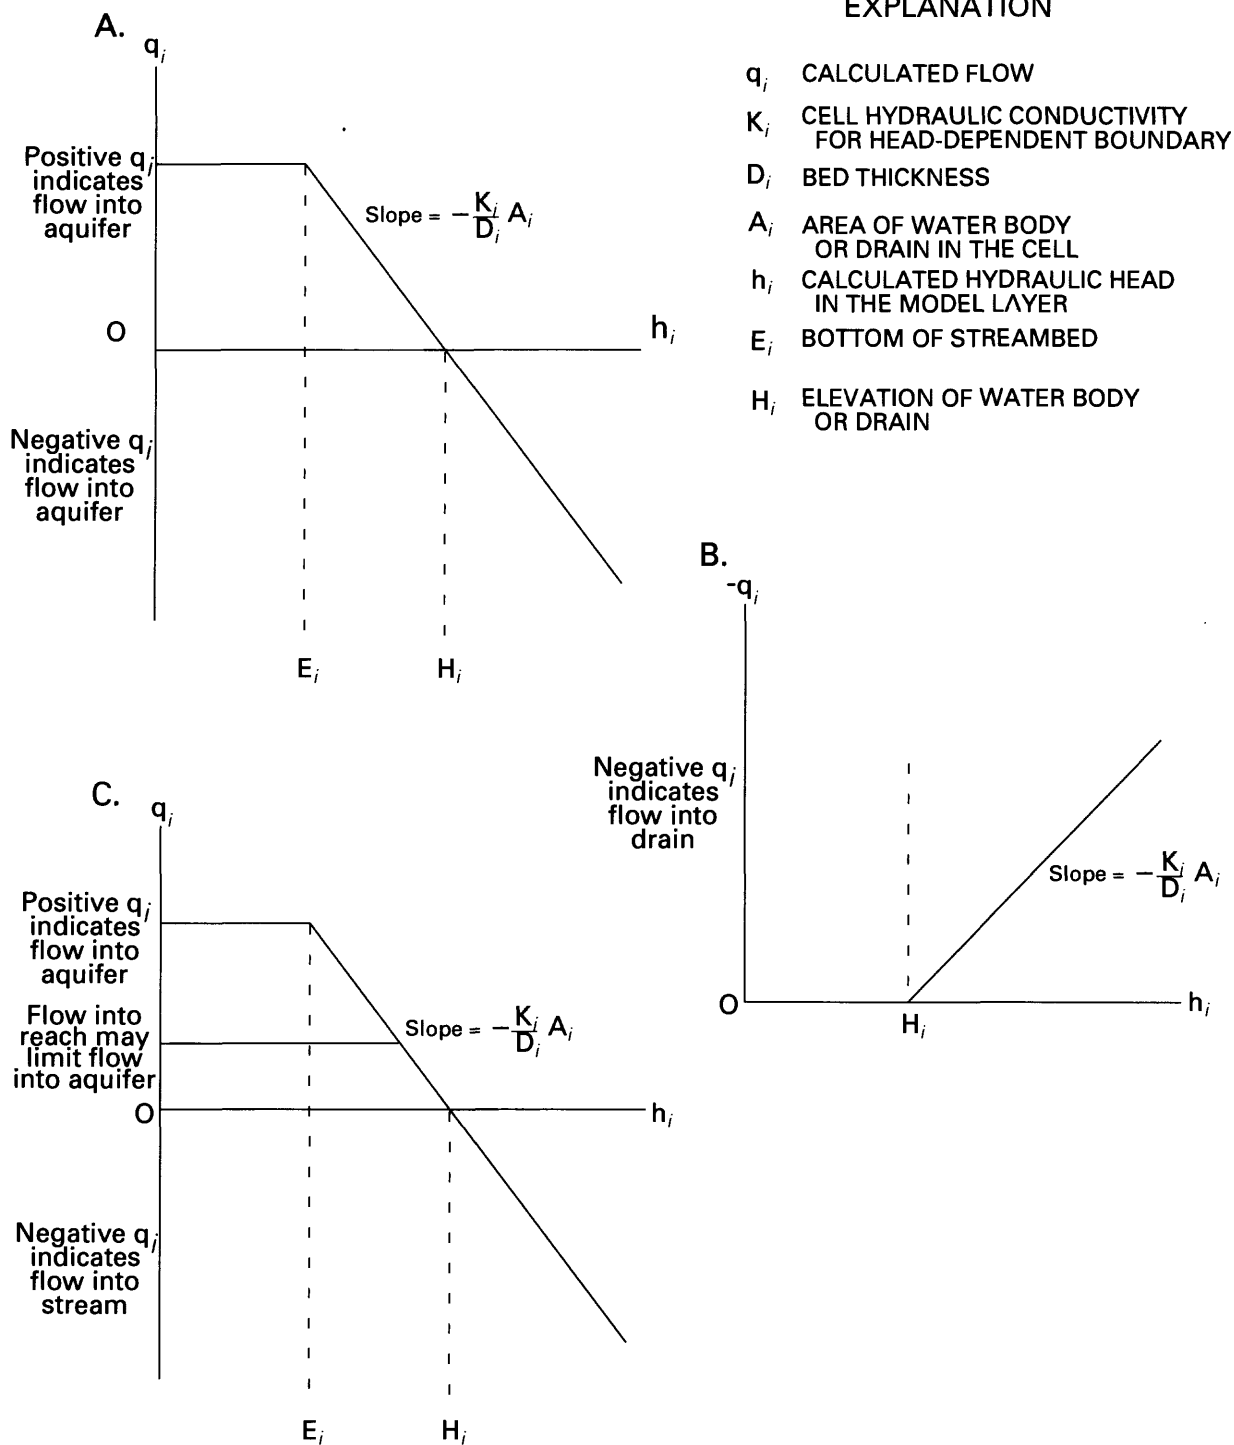 A.
qi
Positive qi
indicates
flow into
aquifer
Slope = - Ki/Di Ai
O
hi
Negative qi
indicates
flow into
aquifer
Ei
Hi
EXPLANATION
qi CALCULATED FLOW
Ki CELL HYDRAULIC CONDUCTIVITY
FOR HEAD-DEPENDENT BOUNDARY
Di BED THICKNESS
Ai AREA OF WATER BODY
OR DRAIN IN THE CELL
hi CALCULATED HYDRAULIC HEAD
IN THE MODEL LAYER
Ei BOTTOM OF STREAMBED
Hi ELEVATION OF WATER BODY
OR DRAIN
B.
-qi
Negative qi
indicates
flow into
drain
Slope = - Ki/Di Ai
O
hi
Hi
C.
qi
Positive qi
indicates
flow into
aquifer
Flow into
reach may
limit flow
into aquifer
Slope = - Ki/Di Ai
O
hi
Negative qi
indicates
flow into
stream
Ei
Hi